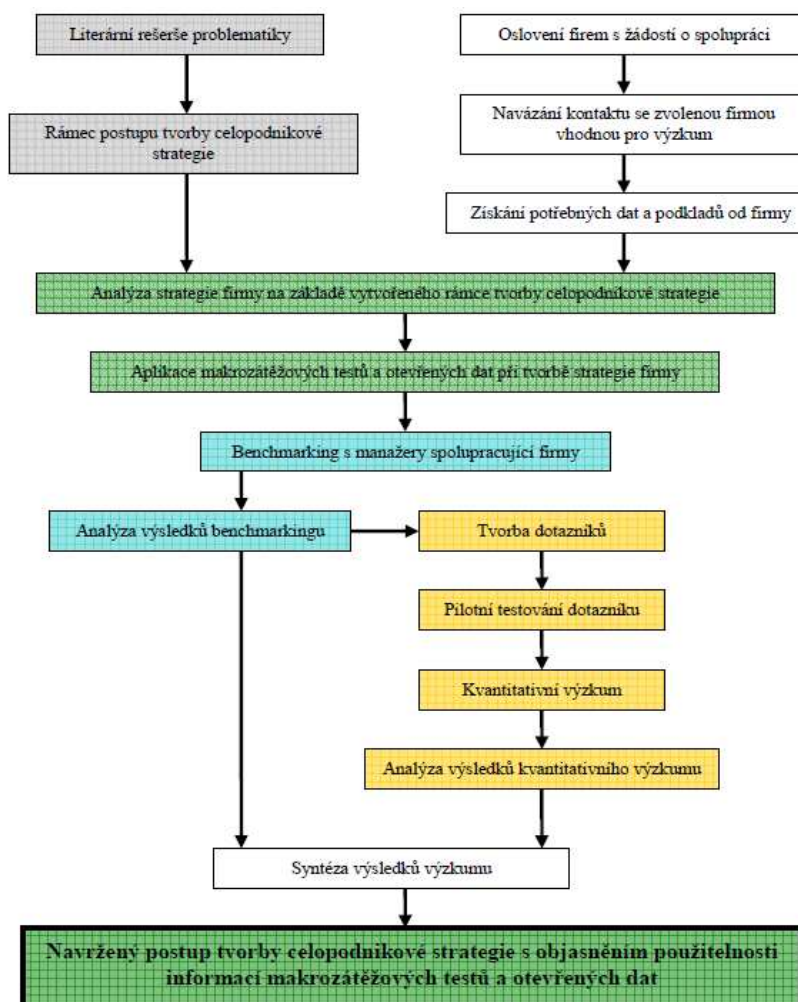 Literární rešerše problematiky
Oslovení firem s žádostí o spolupráci
Rámec postupu tvorby celopodnikové
strategie
Navázání kontaktu se zvolenou firmou
vhodnou pro výzkum
Získání potřebných dat a podkladů od firmy
Analýza strategie firmy na základě vytvořeného rámce tvorby celopodnikové strategie
Aplikace makrozátěžových testů a otevřených dat při tvorbě strategie firmy
Benchmarking s manažery spolupracující firmy
Analýza výsledků benchmarkingu
Tvorba dotazníků
Pilotní testování dotazníku
Kvantitativní výzkum
Analýza výsledků kvantitativního výzkumu
Syntéza výsledků výzkumu
Navržený postup tvorby celopodnikové strategie s objasněním použitelnosti
informací makrozátěžových testů a otevřených dat